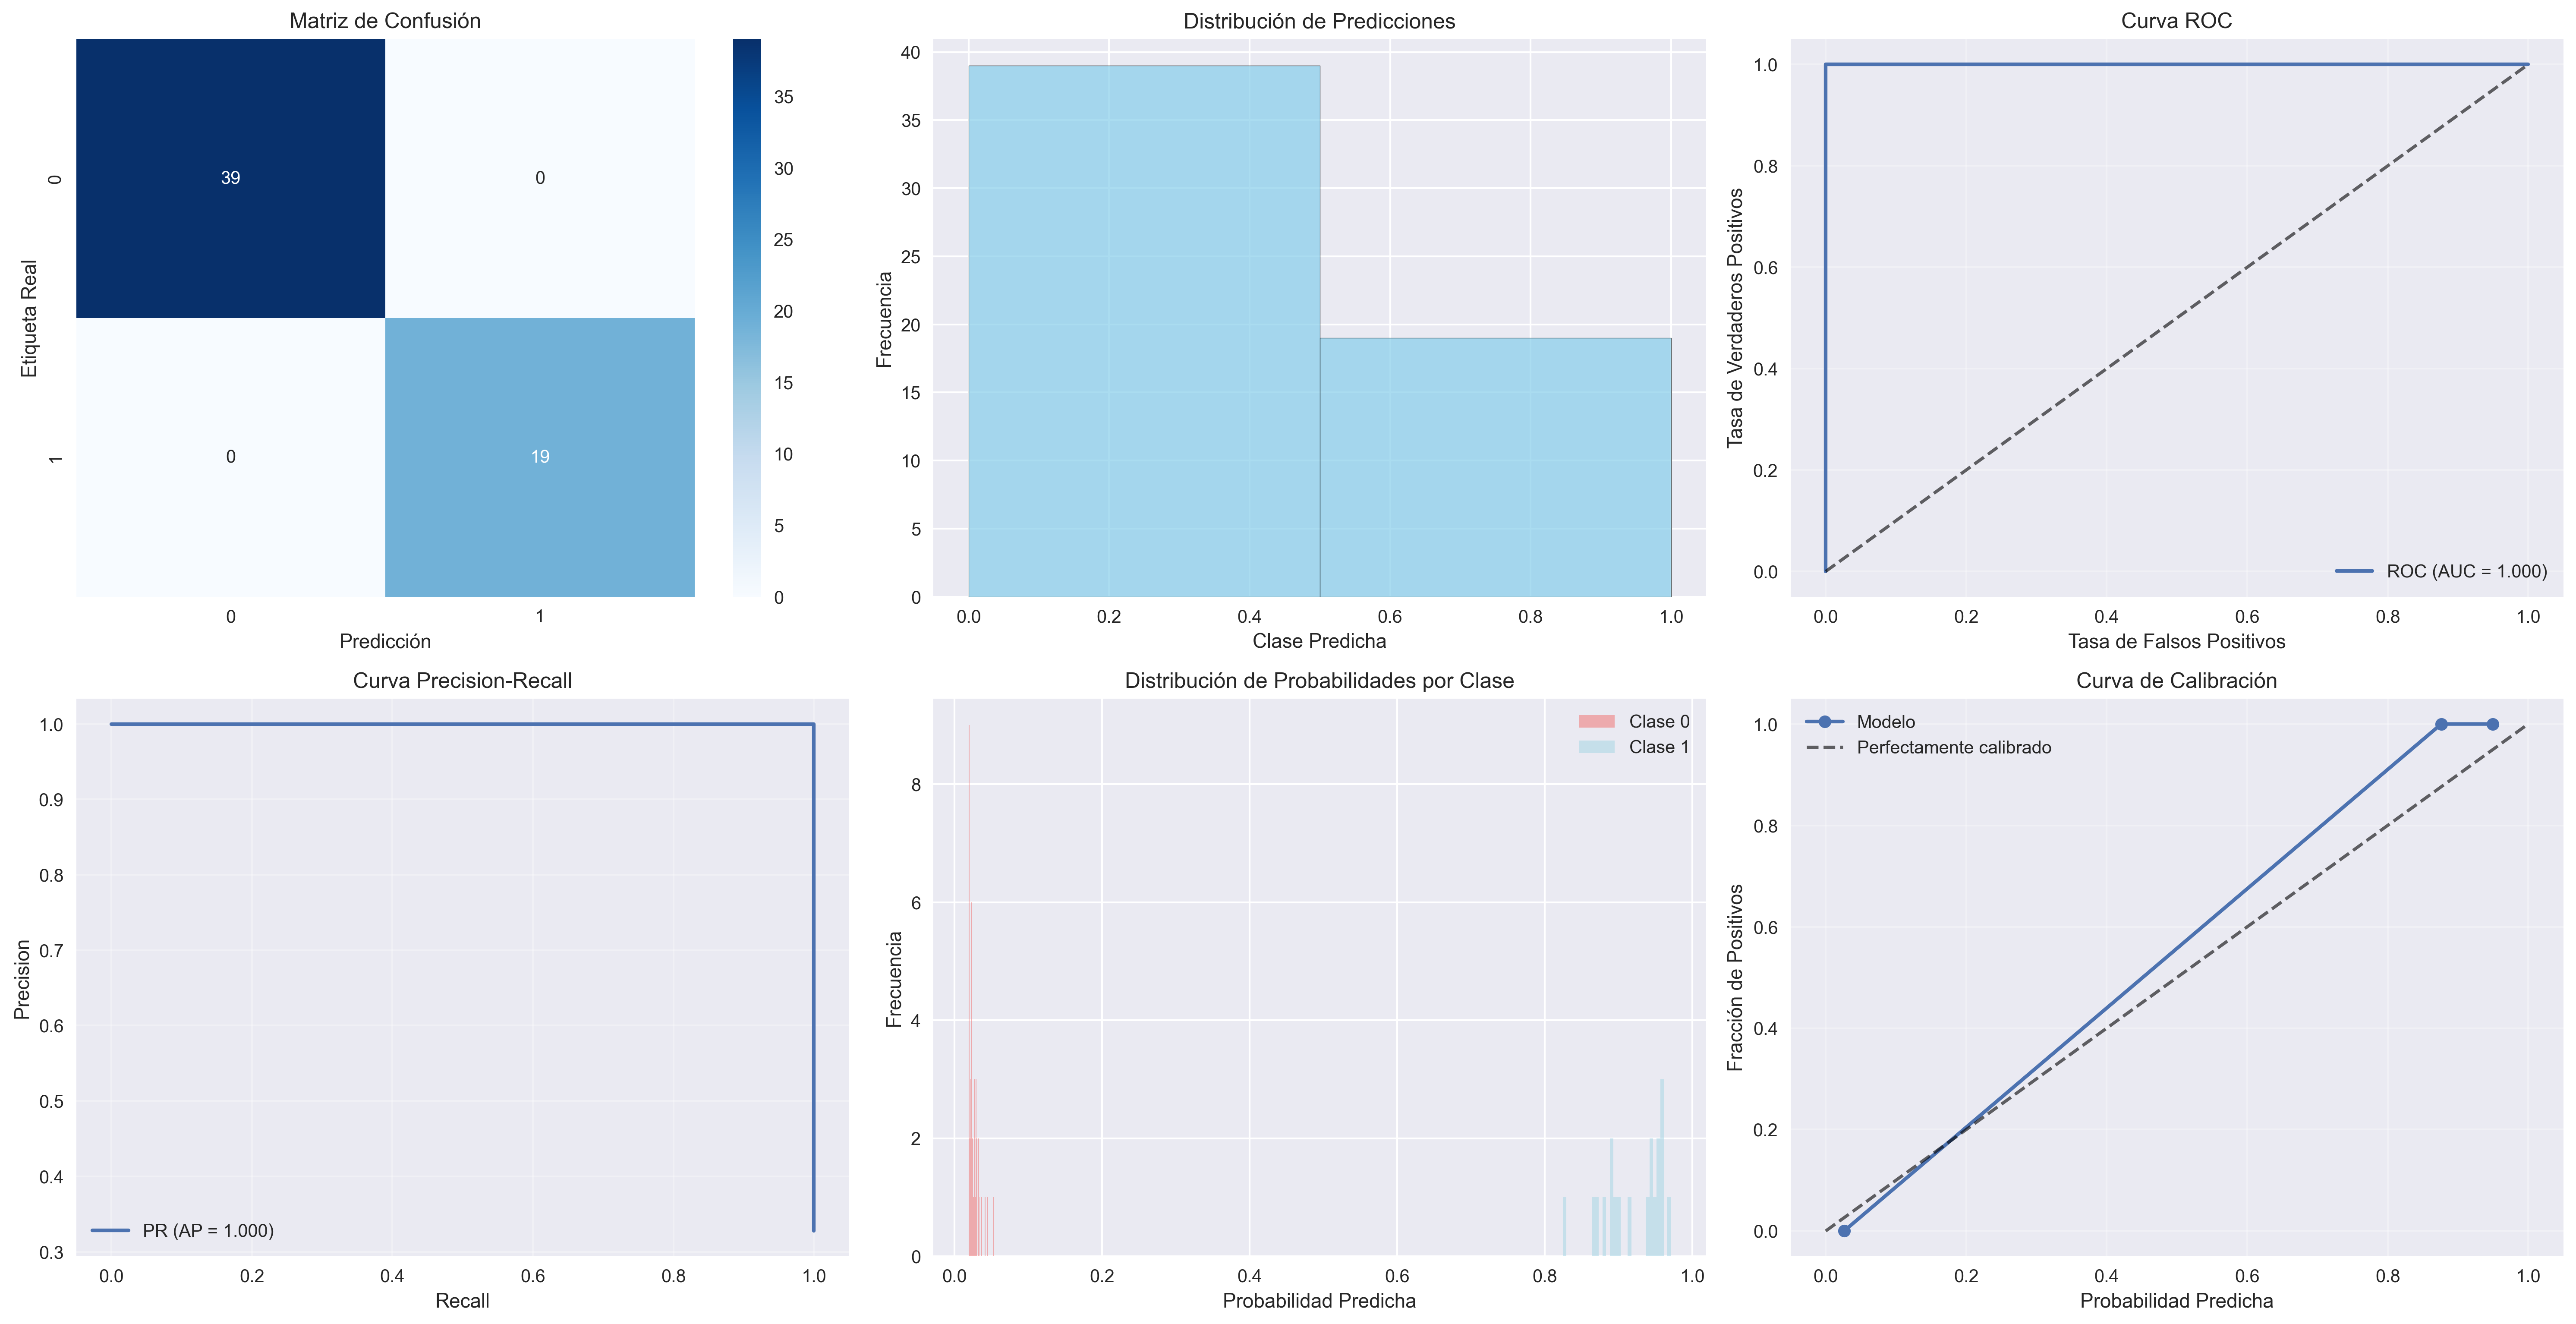 Matriz de Confusión
Etiqueta Real
0
1
39
0
0
19
0
1
Predicción
35
30
25
20
15
10
5
0
Distribución de Predicciones
Frecuencia
40
35
30
25
20
15
10
5
0
0.0 0.2 0.4 0.6 0.8 1.0
Clase Predicha
Curva ROC
Tasa de Verdaderos Positivos
1.0
0.8
0.6
0.4
0.2
0.0
ROC (AUC = 1.000)
0.0 0.2 0.4 0.6 0.8 1.0
Tasa de Falsos Positivos
Curva Precision-Recall
Precision
1.0
0.9
0.8
0.7
0.6
0.5
0.4
0.3
PR (AP = 1.000)
0.0 0.2 0.4 0.6 0.8 1.0
Recall
Distribución de Probabilidades por Clase
Frecuencia
Clase 0
Clase 1
8
6
4
2
0
0.0 0.2 0.4 0.6 0.8 1.0
Probabilidad Predicha
Curva de Calibración
Fracción de Positivos
Modelo
Perfectamente calibrado
1.0
0.8
0.6
0.4
0.2
0.0
0.0 0.2 0.4 0.6 0.8 1.0
Probabilidad Predicha